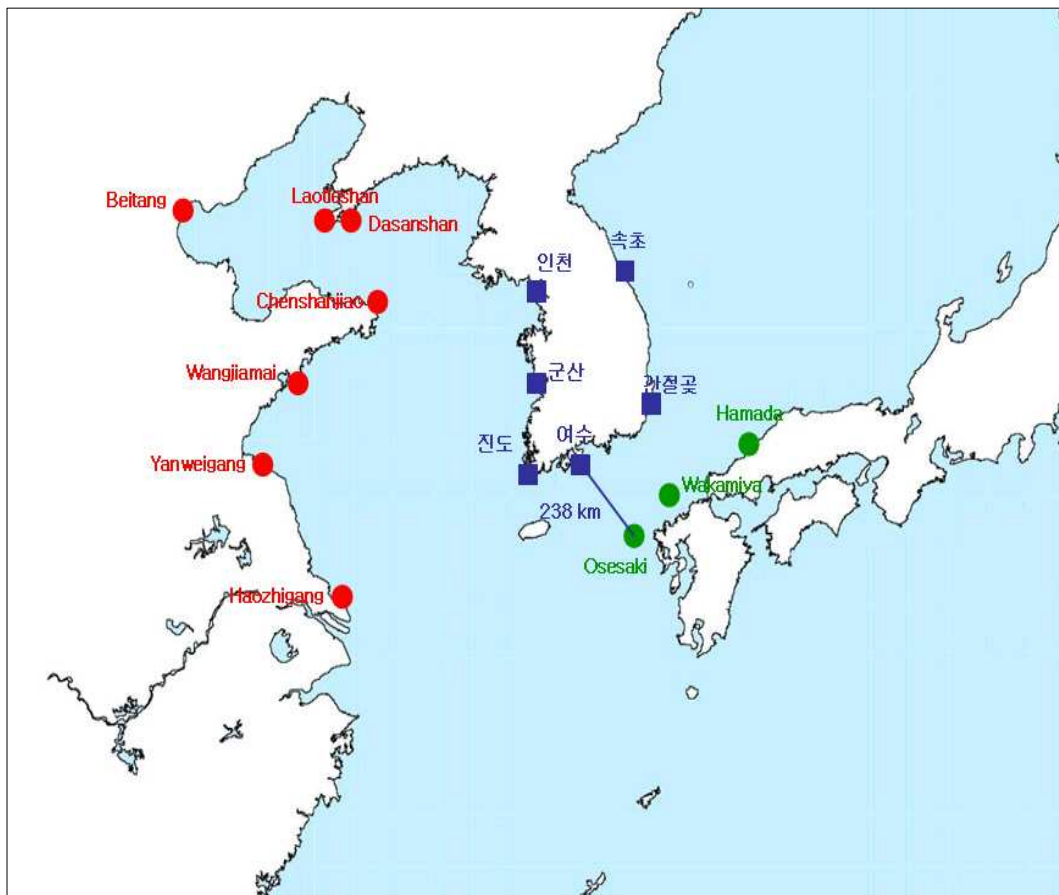 Beitang
Laotieshan
Dasanshan
속초
인천
Chenshanjiao
Wangjiamai
군산
간절곶
Hamada
진도
여수
Yanweigang
Wakamiya
238 km
Osesaki
Haozhigang